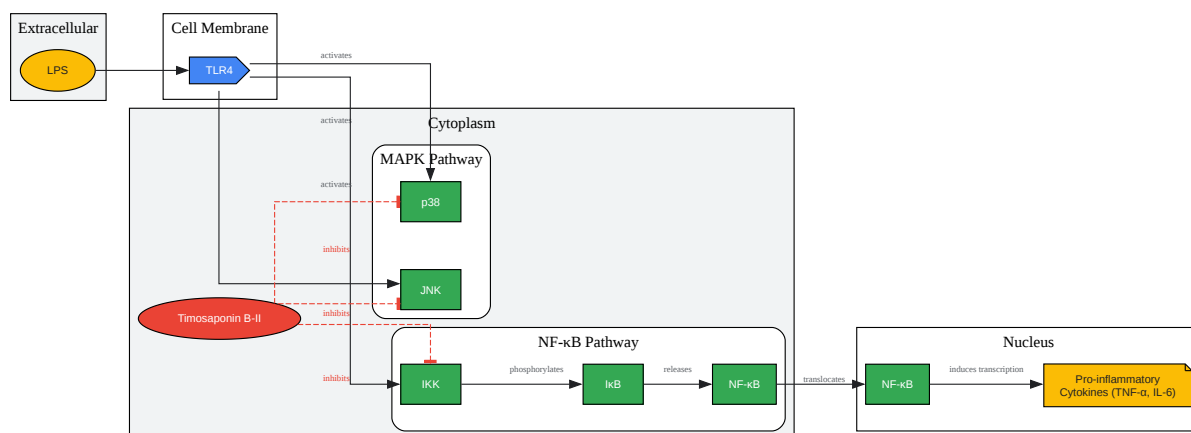 Extracellular
Cell Membrane
LPS
TLR4
activates
activates
Cytoplasm
MAPK Pathway
activates
p38
inhibits
JNK
Timosaponin B-II
inhibits
NF-κB Pathway
Nucleus
inhibits
IKK
phosphorylates
IκB
releases
NF-κB
translocates
NF-κB
induces transcription
Pro-inflammatory
Cytokines (TNF-α, IL-6)